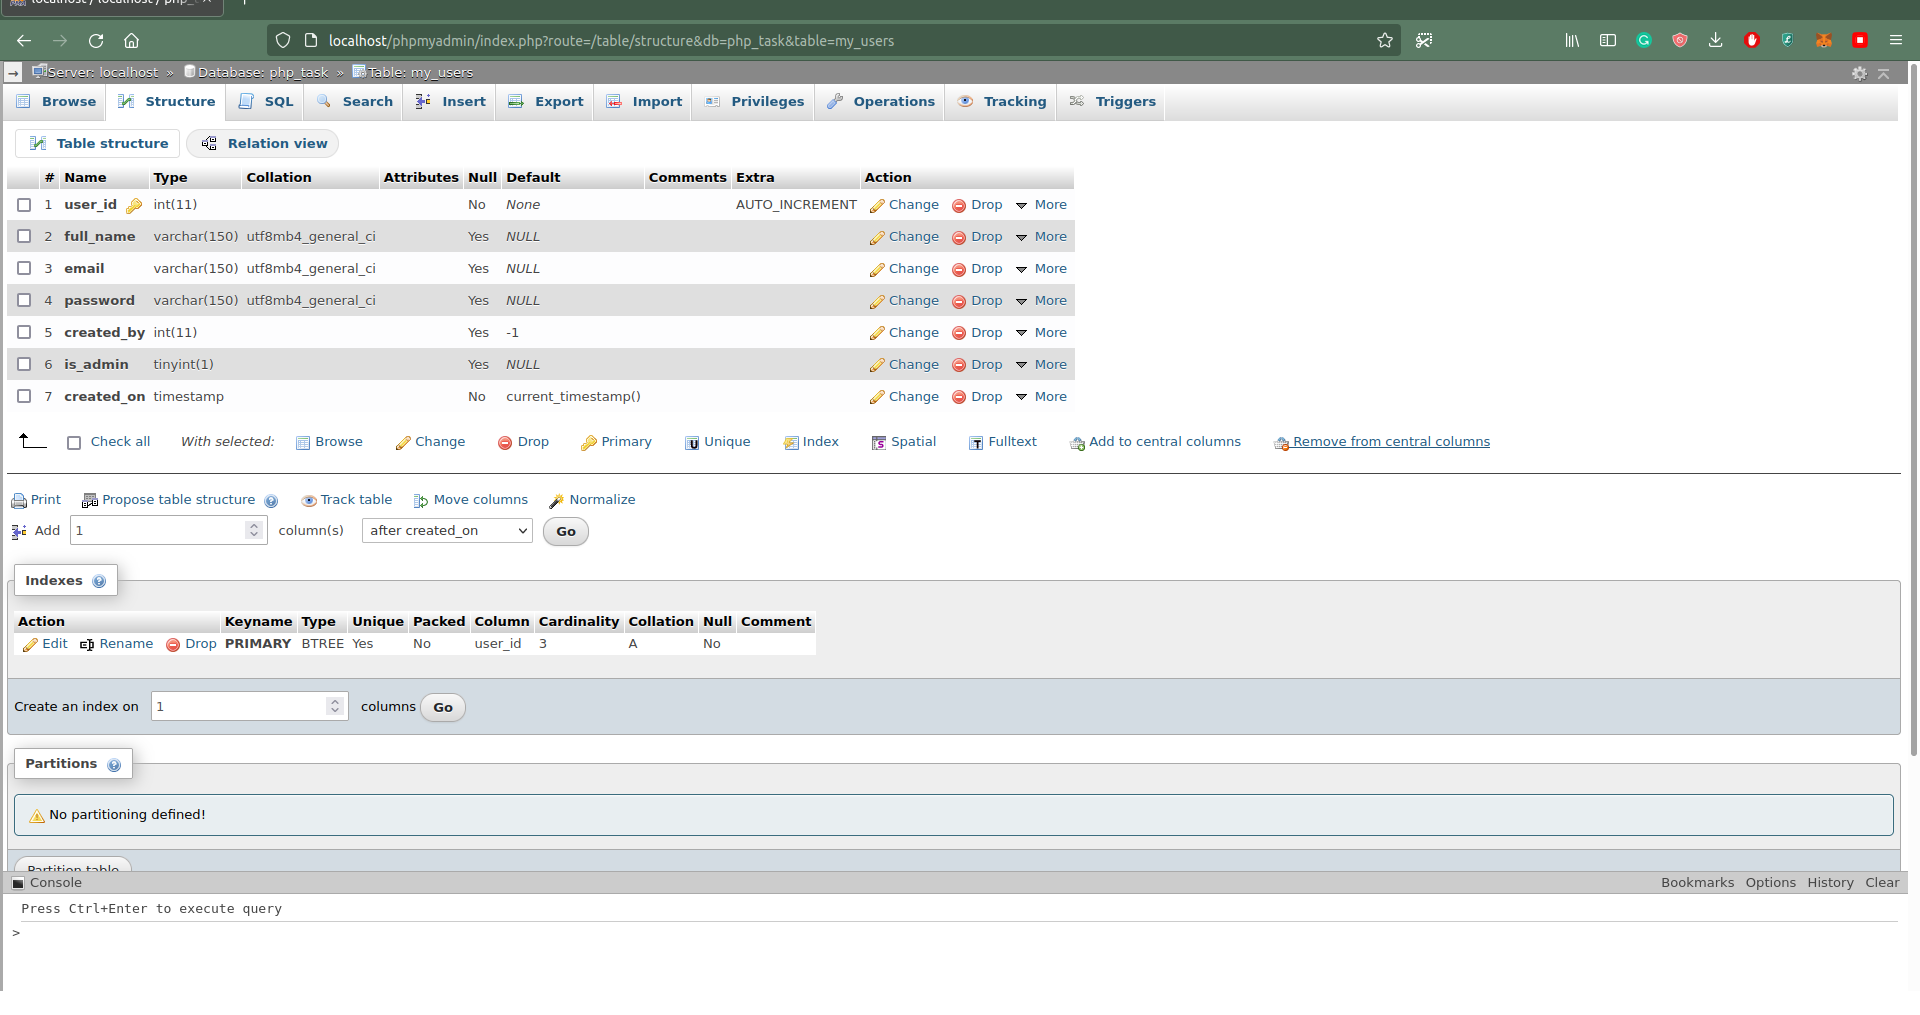 localhost / localhost / php_
localhost/phpmyadmin/index.php?route=/table/structure&db=php_task&table=my_users
Server: localhost » Database: php_task » Table: my_users
Browse Structure SQL Search Insert Export Import Privileges Operations Tracking Triggers
Table structure Relation view
# Name Type Collation Attributes Null Default Comments Extra Action
1 user_id int(11) No None AUTO_INCREMENT Change Drop More
2 full_name varchar(150) utf8mb4_general_ci Yes NULL Change Drop More
3 email varchar(150) utf8mb4_general_ci Yes NULL Change Drop More
4 password varchar(150) utf8mb4_general_ci Yes NULL Change Drop More
5 created_by int(11) Yes -1 Change Drop More
6 is_admin tinyint(1) Yes NULL Change Drop More
7 created_on timestamp No current_timestamp() Change Drop More
Check all With selected: Browse Change Drop Primary Unique Index Spatial Fulltext Add to central columns Remove from central columns
Print Propose table structure Track table Move columns Normalize
Add 1 column(s) after created_on Go
Indexes
Action Keyname Type Unique Packed Column Cardinality Collation Null Comment
Edit Rename Drop PRIMARY BTREE Yes No user_id 3 A No
Create an index on 1 columns Go
Partitions
No partitioning defined!
Partition table
Console Bookmarks Options History Clear
Press Ctrl+Enter to execute query
>